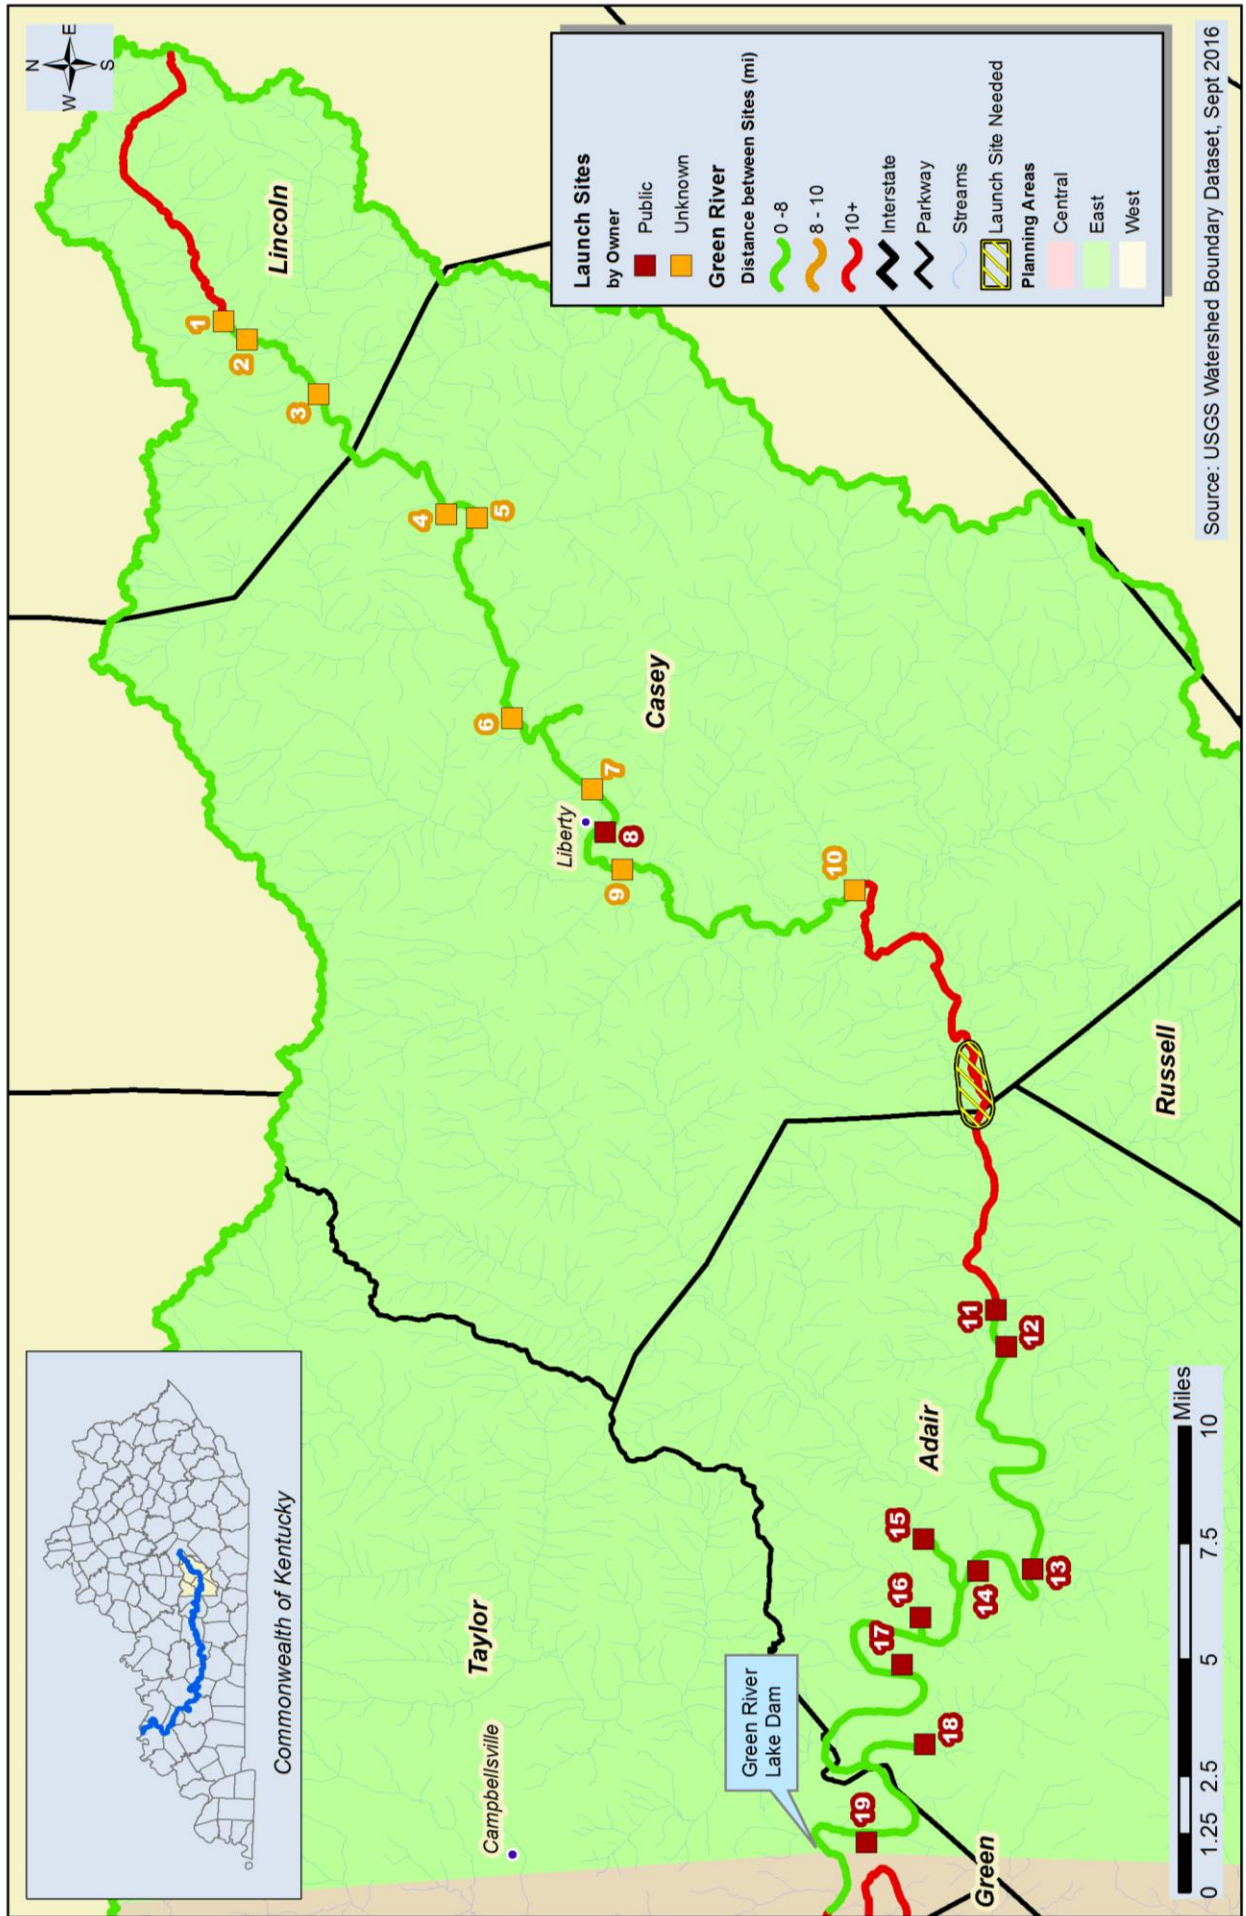 N
W
E
S
Lincoln
1
2
3
4
5
6
Casey
7
Liberty
8
9
10
Russell
11
12
Adair
13
14
15
16
17
18
19
Taylor
Campbellsville
Green River
Lake Dam
Green
Commonwealth of Kentucky
Launch Sites
by Owner
Public
Unknown
Green River
Distance between Sites (mi)
0 -8
8 - 10
10+
Interstate
Parkway
Streams
Launch Site Needed
Planning Areas
Central
East
West
0 1.25 2.5 5 7.5 10
Miles
Source: USGS Watershed Boundary Dataset, Sept 2016